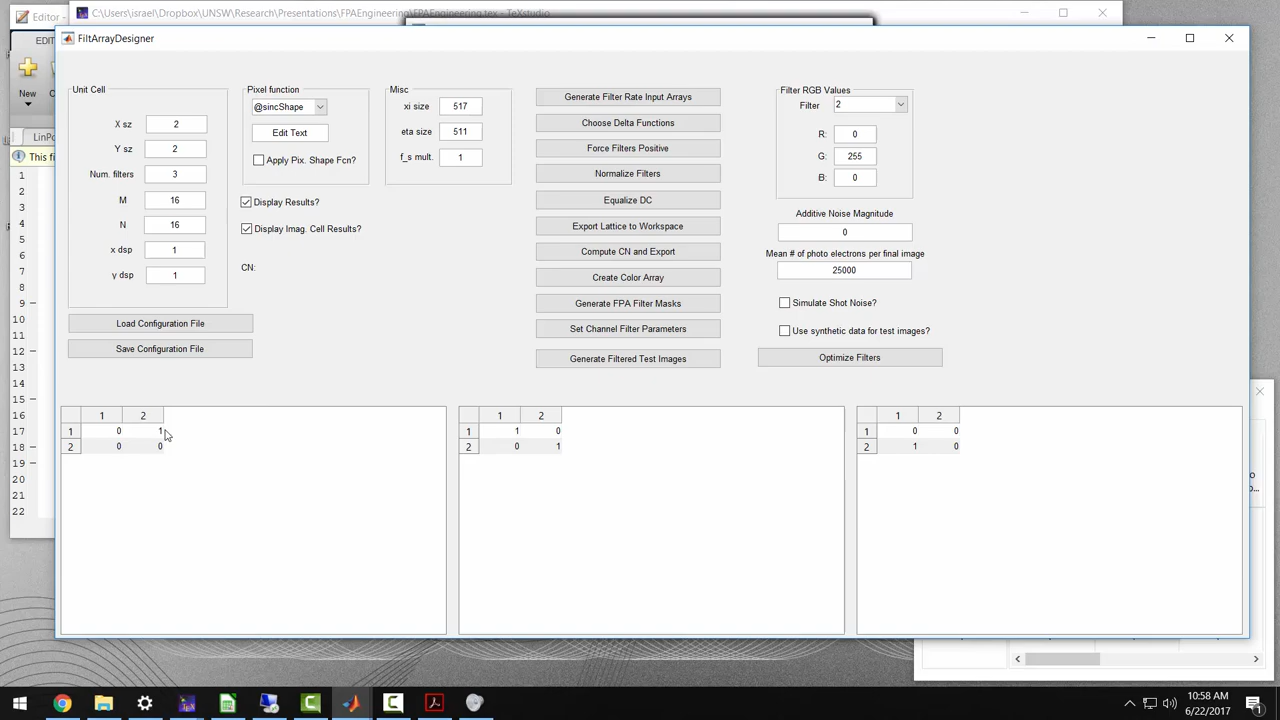 Editor -
C:\Users\israel\Dropbox\UNSW\Research\Presentations\FPAEngineering\FPAEngineering.tex - TeXstudio
FiltArrayDesigner
EDIT
New
LinPo
This fi
1
2
3
4
5
6
7
8
9
10
11
12
13
14
15
16
17
18
19
20
21
22
Unit Cell
X sz 2
Y sz 2
Num. filters 3
M 16
N 16
x dsp 1
y dsp 1
Load Configuration File
Save Configuration File
Pixel function
@sincShape
Edit Text
Apply Pix. Shape Fcn?
Display Results?
Display Imag. Cell Results?
CN:
Misc
xi size 517
eta size 511
f_s mult. 1
Generate Filter Rate Input Arrays
Choose Delta Functions
Force Filters Positive
Normalize Filters
Equalize DC
Export Lattice to Workspace
Compute CN and Export
Create Color Array
Generate FPA Filter Masks
Set Channel Filter Parameters
Generate Filtered Test Images
Filter RGB Values
Filter 2
R: 0
G: 255
B: 0
Additive Noise Magnitude
0
Mean # of photo electrons per final image
25000
Simulate Shot Noise?
Use synthetic data for test images?
Optimize Filters
1 2
1 0 1
2 0 0
1 2
1 1 0
2 0 1
1 2
1 0 0
2 1 0
10:58 AM
6/22/2017
1